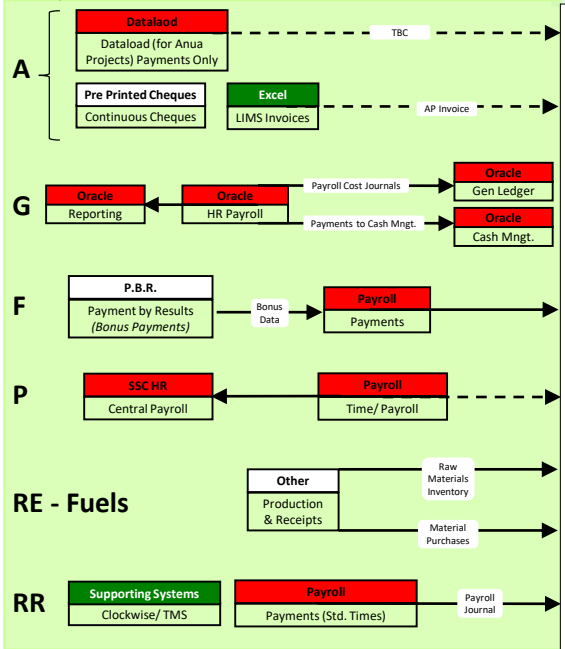 A
Datalaod
Dataload (for Anua
Projects) Payments Only
TBC
Pre Printed Cheques
Continuous Cheques
Excel
LIMS Invoices
AP Invoice
G
Oracle
Reporting
Oracle
HR Payroll
Payroll Cost Journals
Payments to Cash Mngt.
Oracle
Gen Ledger
Oracle
Cash Mngt.
F
P.B.R.
Payment by Results
(Bonus Payments)
Bonus
Data
Payroll
Payments
P
SSC HR
Central Payroll
Payroll
Time/ Payroll
RE - Fuels
Other
Production
& Receipts
Raw
Materials
Inventory
Material
Purchases
RR
Supporting Systems
Clockwise/ TMS
Payroll
Payments (Std. Times)
Payroll
Journal